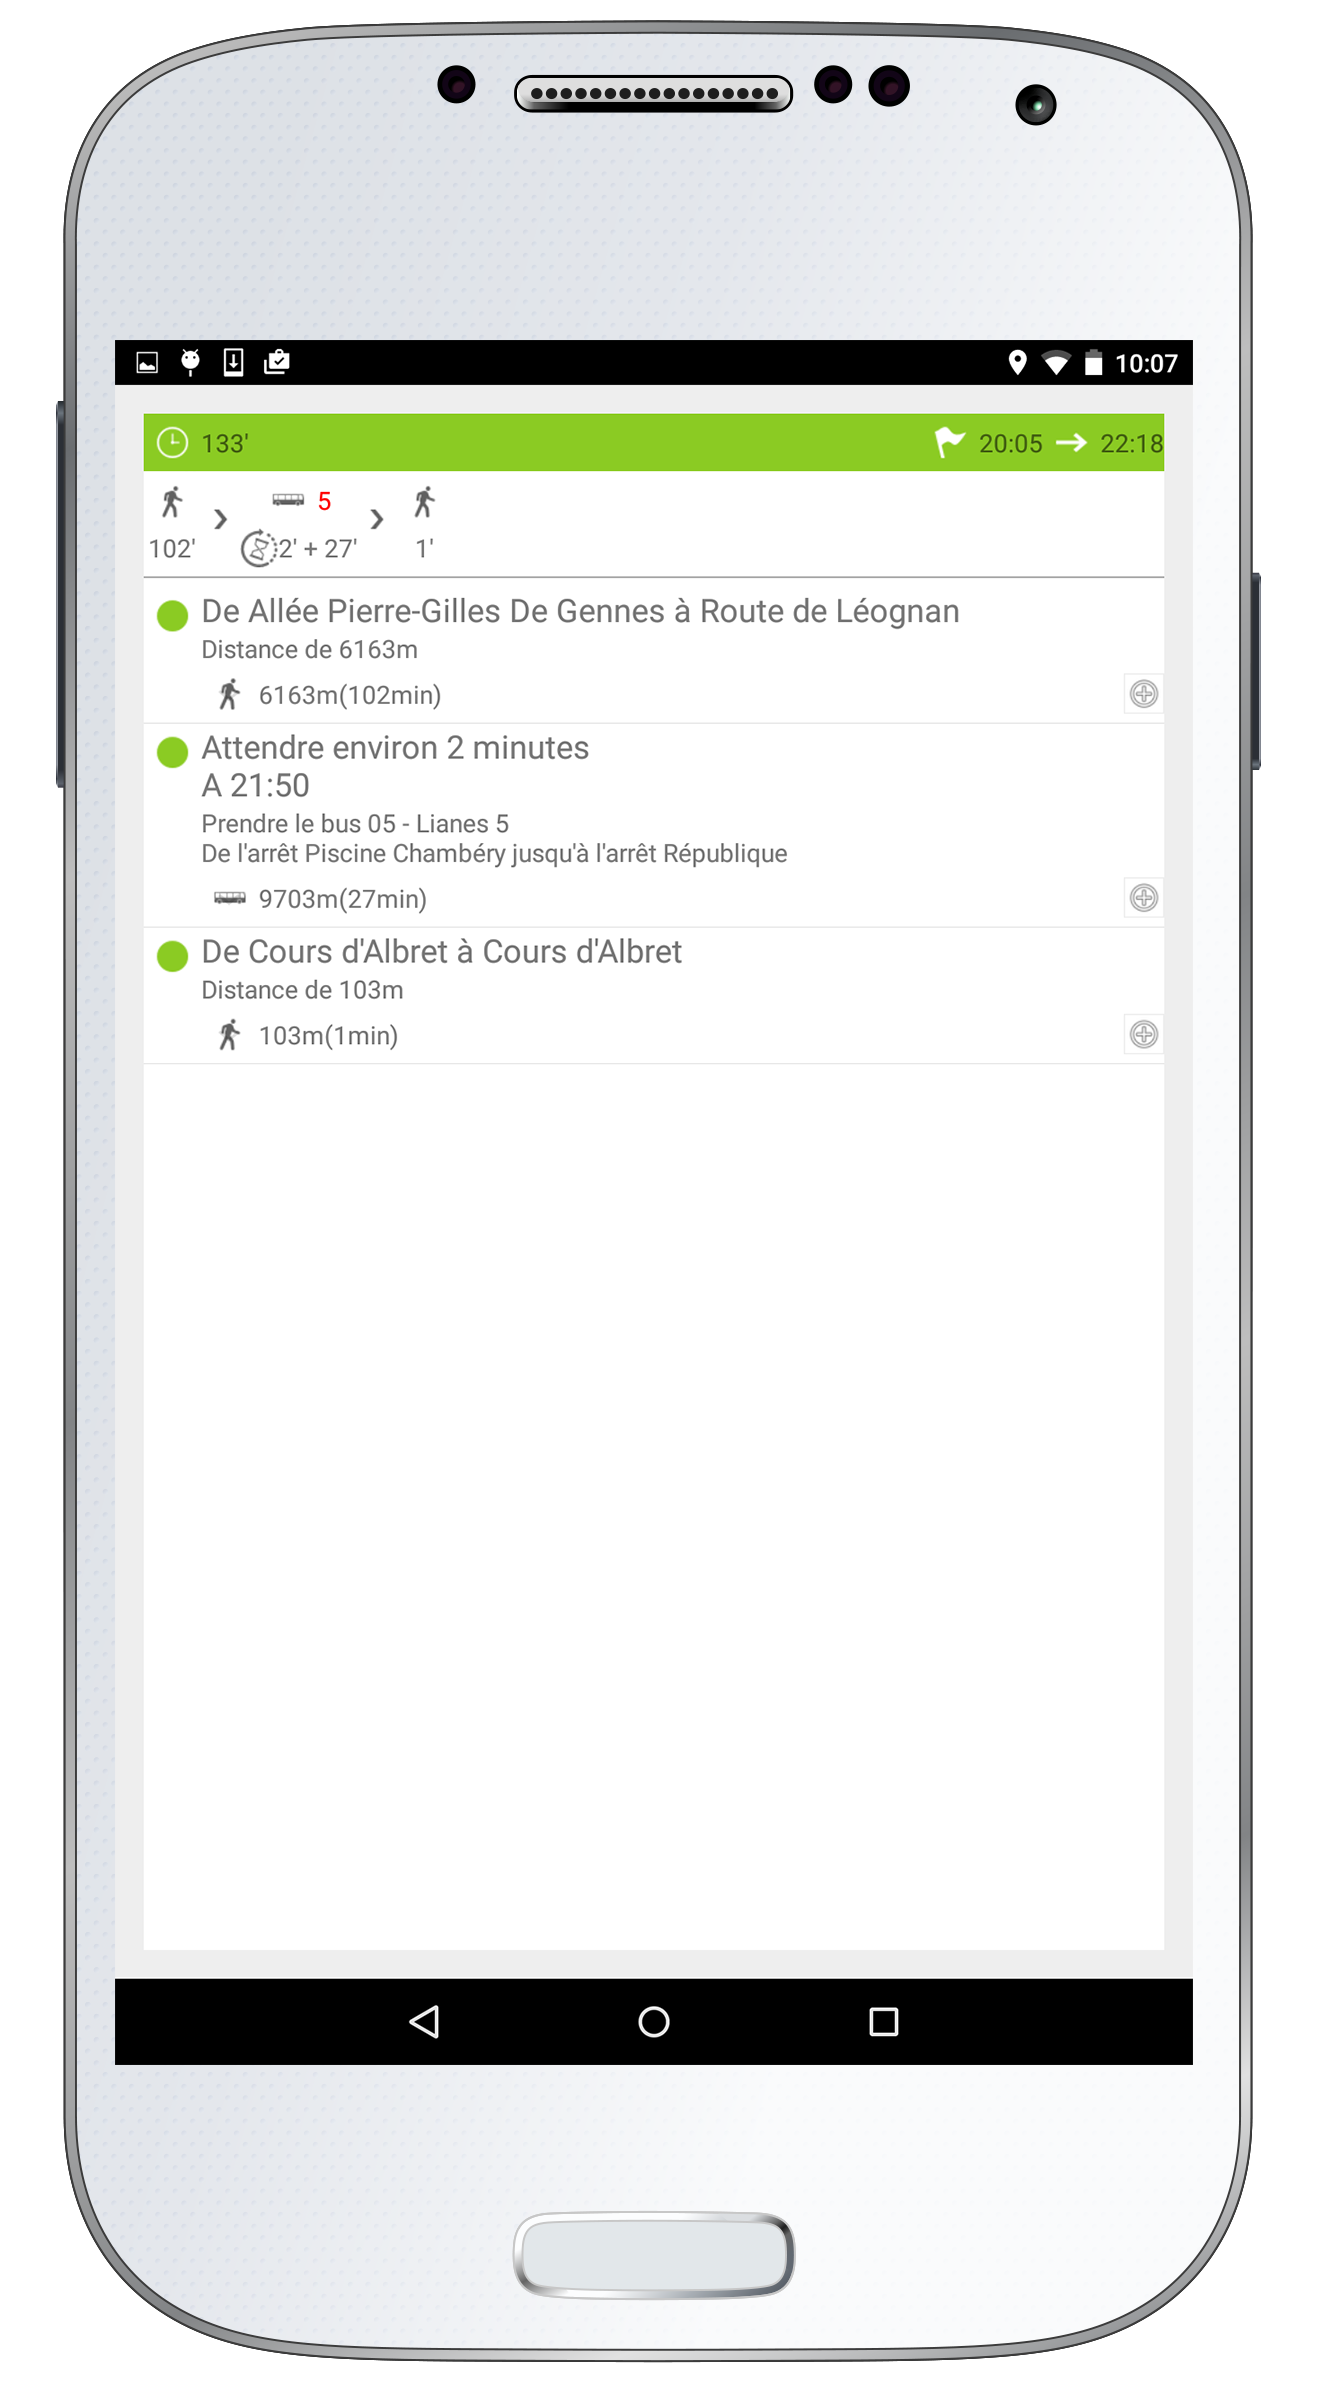 10:07
133' 20:05 22:18
5
102' 2' + 27' 1'
De Allée Pierre-Gilles De Gennes à Route de Léognan
Distance de 6163m
6163m(102min)
Attendre environ 2 minutes
A 21:50
Prendre le bus 05 - Lianes 5
De l'arrêt Piscine Chambéry jusqu'à l'arrêt République
9703m(27min)
De Cours d'Albret à Cours d'Albret
Distance de 103m
103m(1min)